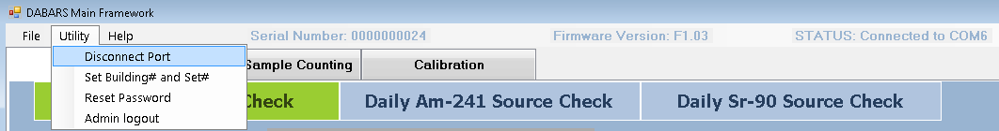 DABARS Main Framework
File Utility Help Serial Number: 0000000024 Firmware Version: F1.03 STATUS: Connected to COM6
Disconnect Port
Sample Counting Calibration
Set Building# and Set#
Reset Password
Check Daily Am-241 Source Check Daily Sr-90 Source Check
Admin logout